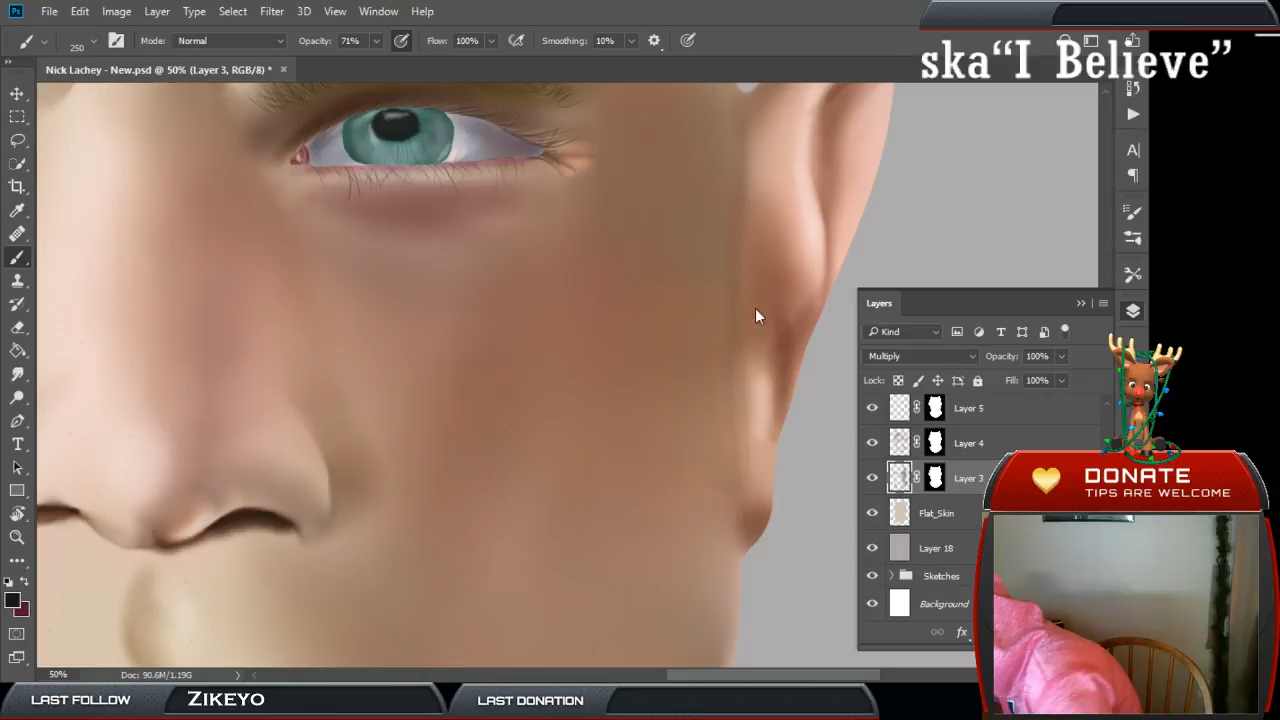 Ps File Edit Image Layer Type Select Filter 3D View Window Help
250 Mode: Normal Opacity: 71% Flow: 100% Smoothing: 10%
ska“I Believe”
Nick Lachey - New.psd @ 50% (Layer 3, RGB/8) *
Layers
Kind
Multiply Opacity: 100%
Lock: Fill: 100%
Layer 5
Layer 4
Layer 3
Flat_Skin
Layer 18
Sketches
Background
fx
DONATE
TIPS ARE WELCOME
50% Doc: 90.6M/1.19G
LAST FOLLOW ZIKEYO LAST DONATION